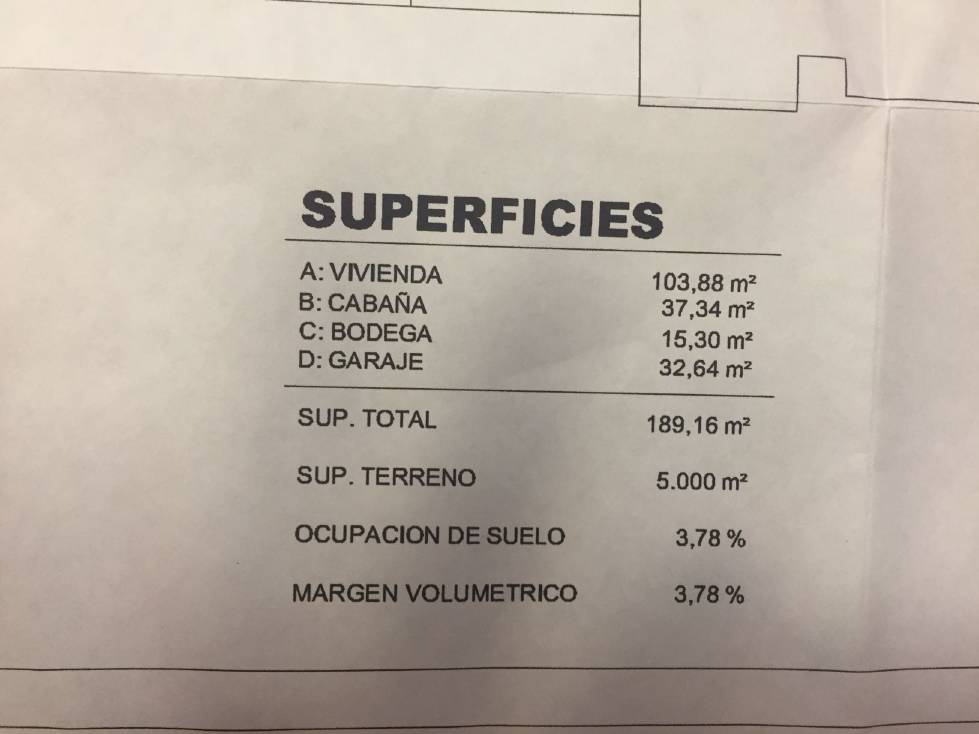 SUPERFICIES
A: VIVIENDA 103,88 m²
B: CABAÑA 37,34 m²
C: BODEGA 15,30 m²
D: GARAJE 32,64 m²
SUP. TOTAL 189,16 m²
SUP. TERRENO 5.000 m²
OCUPACION DE SUELO 3,78 %
MARGEN VOLUMETRICO 3,78 %